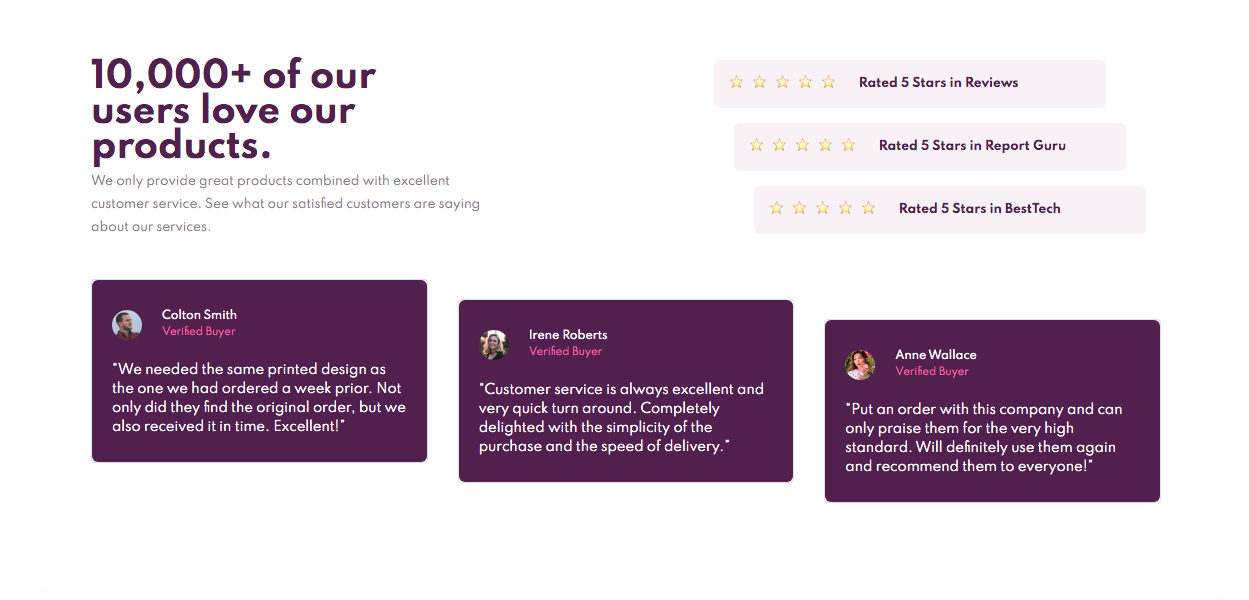 10,000+ of our
users love our
products.
We only provide great products combined with excellent
customer service. See what our satisfied customers are saying
about our services.
Rated 5 Stars in Reviews
Rated 5 Stars in Report Guru
Rated 5 Stars in BestTech
Colton Smith
Verified Buyer
"We needed the same printed design as
the one we had ordered a week prior. Not
only did they find the original order, but we
also received it in time. Excellent!"
Irene Roberts
Verified Buyer
"Customer service is always excellent and
very quick turn around. Completely
delighted with the simplicity of the
purchase and the speed of delivery."
Anne Wallace
Verified Buyer
"Put an order with this company and can
only praise them for the very high
standard. Will definitely use them again
and recommend them to everyone!"